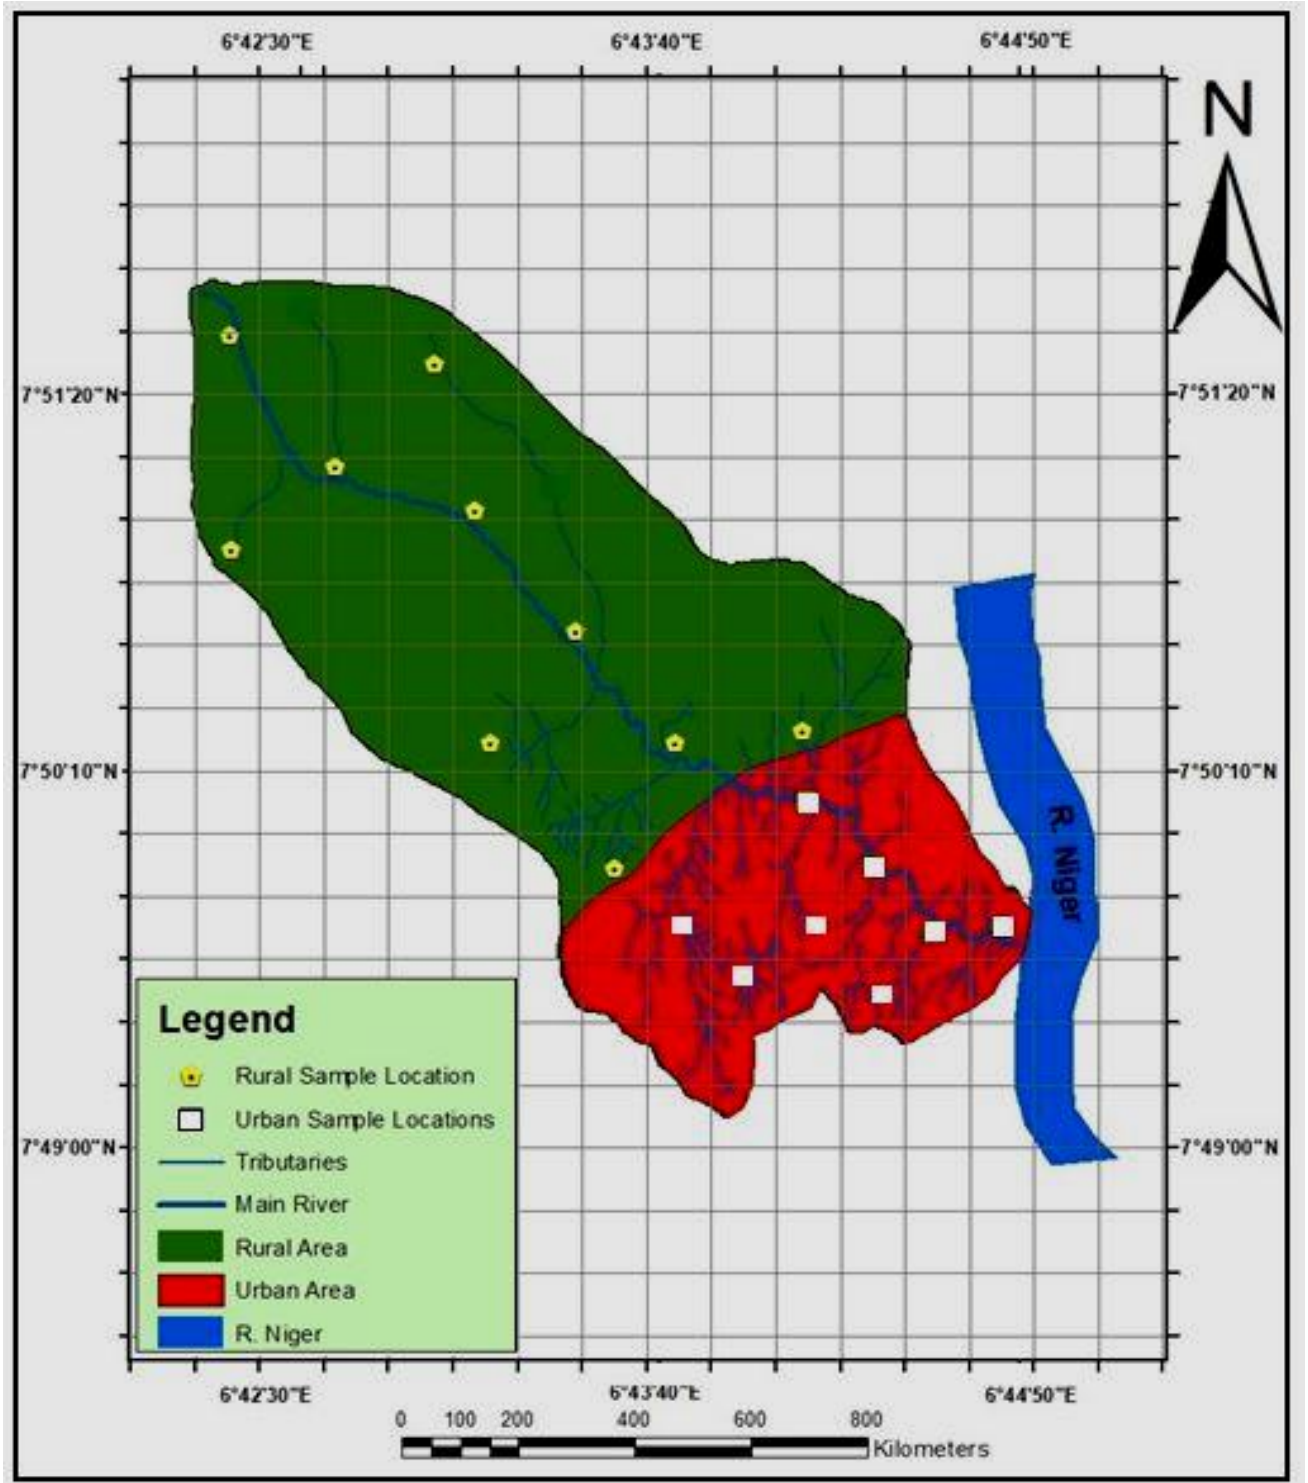 6°42'30"E 6°43'40"E 6°44'50"E
N
7°51'20"N 7°51'20"N
7°50'10"N 7°50'10"N
R. Niger
7°49'00"N 7°49'00"N
Legend
Rural Sample Location
Urban Sample Locations
Tributaries
Main River
Rural Area
Urban Area
R. Niger
6°42'30"E 6°43'40"E 6°44'50"E
0 100 200 400 600 800
Kilometers